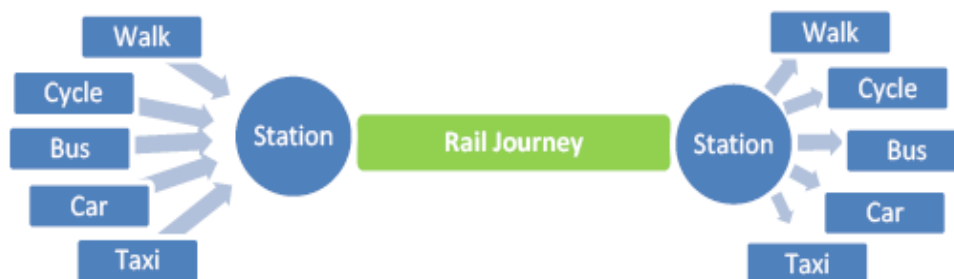 Walk
Cycle
Bus
Car
Taxi
Station
Rail Journey
Station
Walk
Cycle
Bus
Car
Taxi